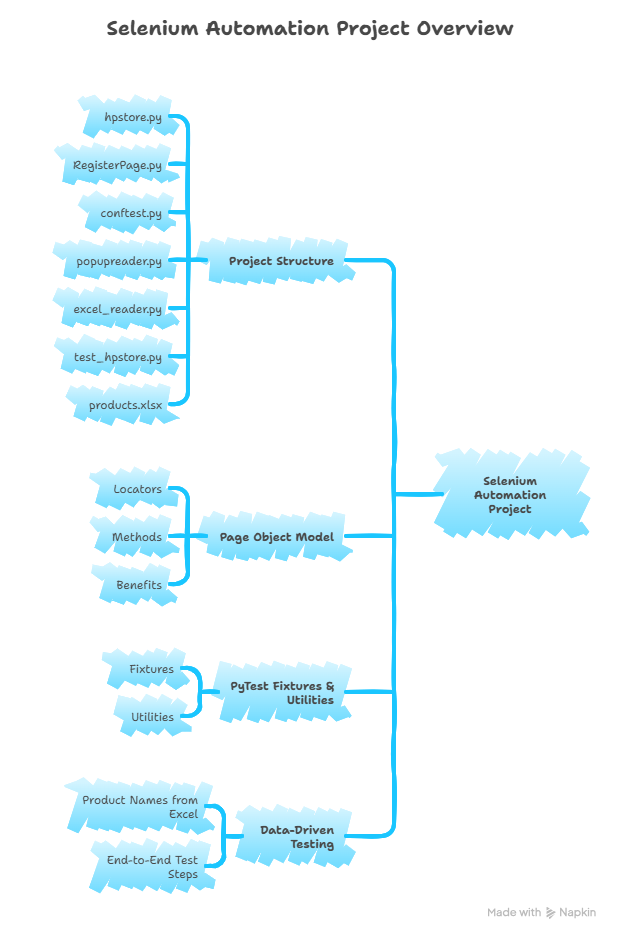 Selenium Automation Project Overview
hpstore.py
RegisterPage.py
conftest.py
popupreader.py
excel_reader.py
test_hpstore.py
products.xlsx
Project Structure
Locators
Methods
Benefits
Page Object Model
Fixtures
Utilities
PyTest Fixtures &
Utilities
Product Names from
Excel
End-to-End Test
Steps
Data-Driven
Testing
Selenium
Automation
Project
Made with Napkin